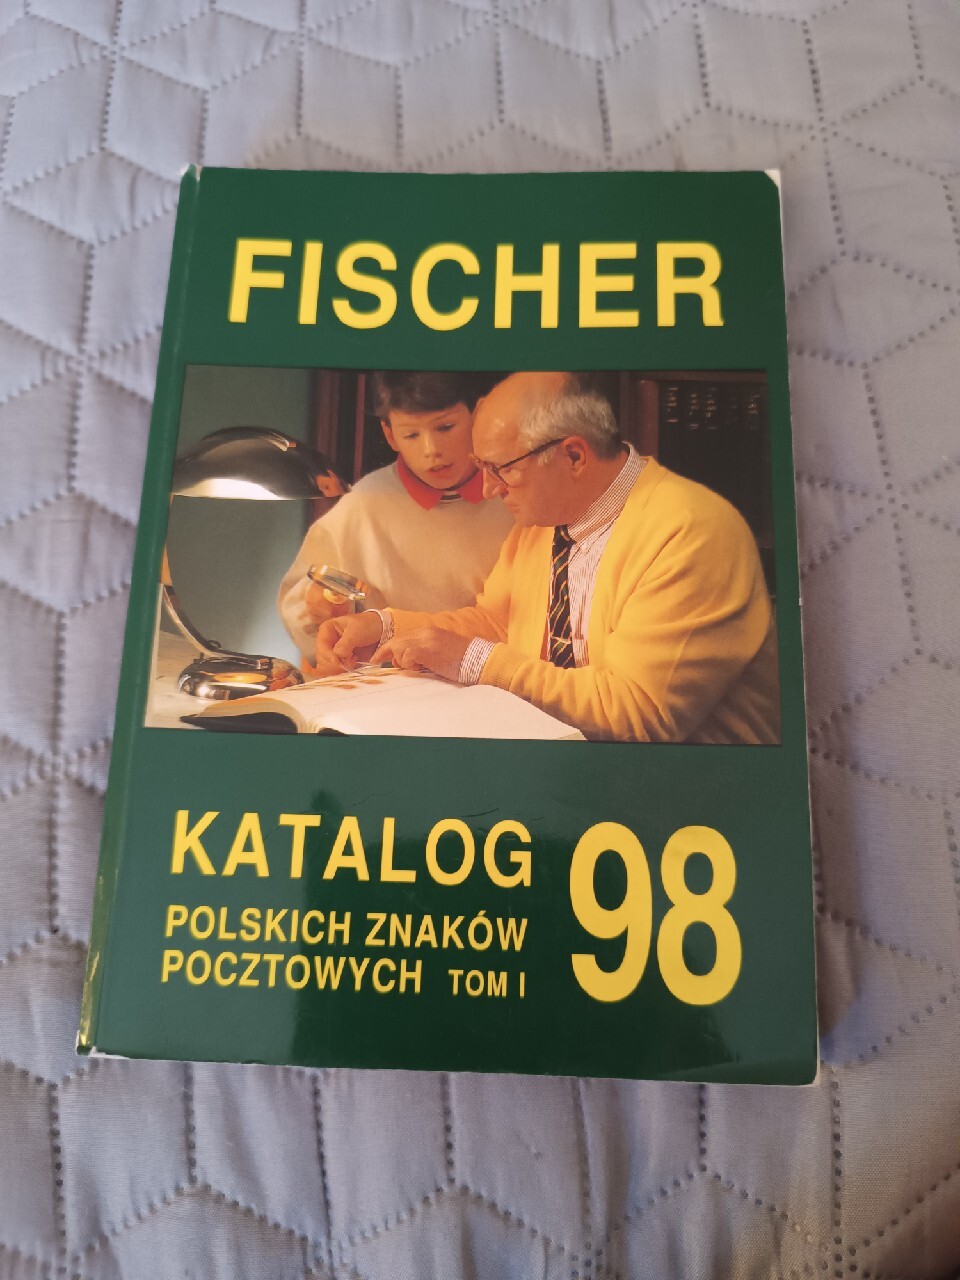 FISCHER
KATALOG 98
POLSKICH ZNAKÓW
POCZTOWYCH TOM I